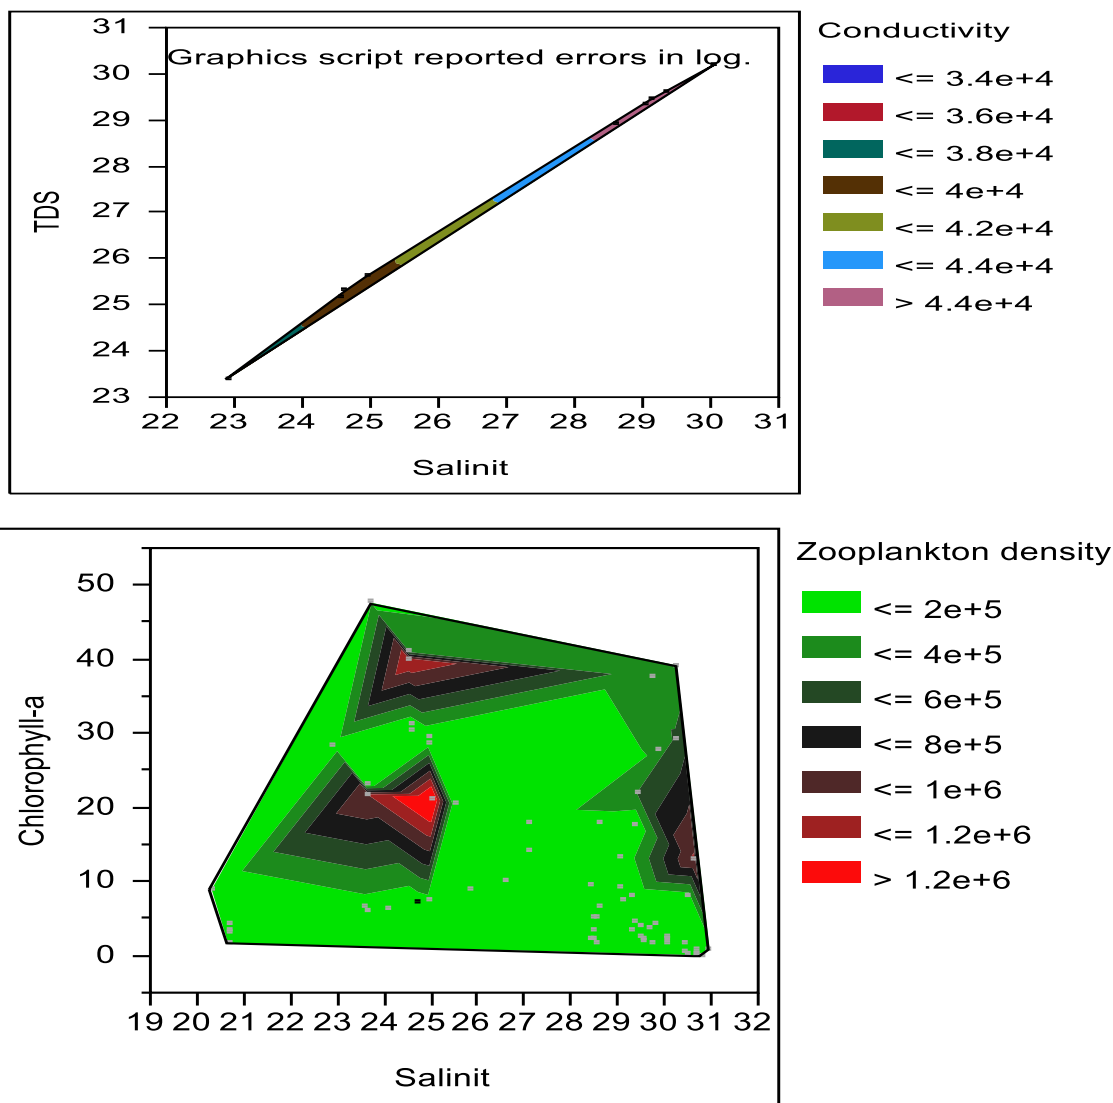 31
Graphics script reported errors in log.
30
29
28
27
26
25
24
23
TDS
22 23 24 25 26 27 28 29 30 31
Salinit
Conductivity
<= 3.4e+4
<= 3.6e+4
<= 3.8e+4
<= 4e+4
<= 4.2e+4
<= 4.4e+4
> 4.4e+4
50
40
30
20
10
0
Chlorophyll-a
19 20 21 22 23 24 25 26 27 28 29 30 31 32
Salinit
Zooplankton density
<= 2e+5
<= 4e+5
<= 6e+5
<= 8e+5
<= 1e+6
<= 1.2e+6
> 1.2e+6